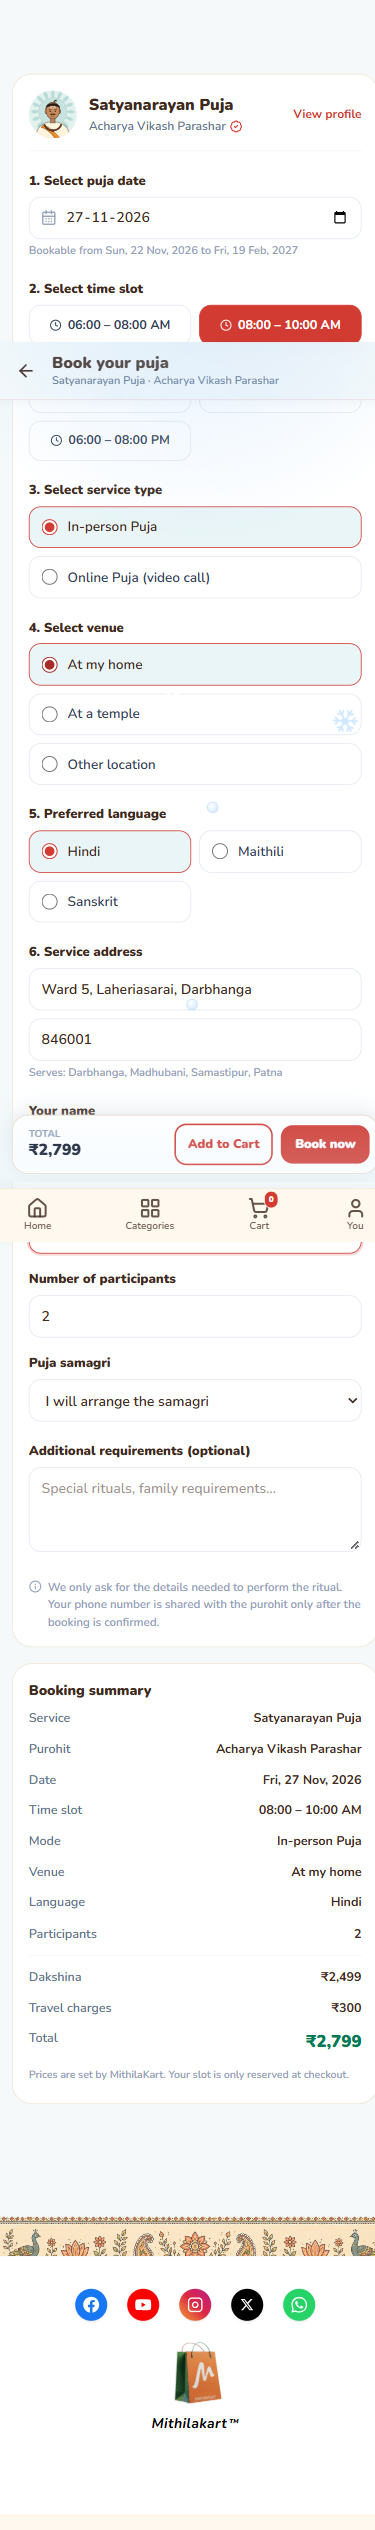 Satyanarayan Puja
Acharya Vikash Parashar
View profile
1. Select puja date
27-11-2026
Bookable from Sun, 22 Nov, 2026 to Fri, 19 Feb, 2027
2. Select time slot
06:00 – 08:00 AM
08:00 – 10:00 AM
Book your puja
Satyanarayan Puja · Acharya Vikash Parashar
06:00 – 08:00 PM
3. Select service type
In-person Puja
Online Puja (video call)
4. Select venue
At my home
At a temple
Other location
5. Preferred language
Hindi
Maithili
Sanskrit
6. Service address
Ward 5, Laheriasarai, Darbhanga
846001
Serves: Darbhanga, Madhubani, Samastipur, Patna
Your name
TOTAL
₹2,799
Add to Cart
Book now
0
Home
Categories
Cart
You
Number of participants
2
Puja samagri
I will arrange the samagri
Additional requirements (optional)
Special rituals, family requirements...
We only ask for the details needed to perform the ritual.
Your phone number is shared with the purohit only after the
booking is confirmed.
Booking summary
Service Satyanarayan Puja
Purohit Acharya Vikash Parashar
Date Fri, 27 Nov, 2026
Time slot 08:00 – 10:00 AM
Mode In-person Puja
Venue At my home
Language Hindi
Participants 2
Dakshina ₹2,499
Travel charges ₹300
Total ₹2,799
Prices are set by MithilaKart. Your slot is only reserved at checkout.
Mithilakart™